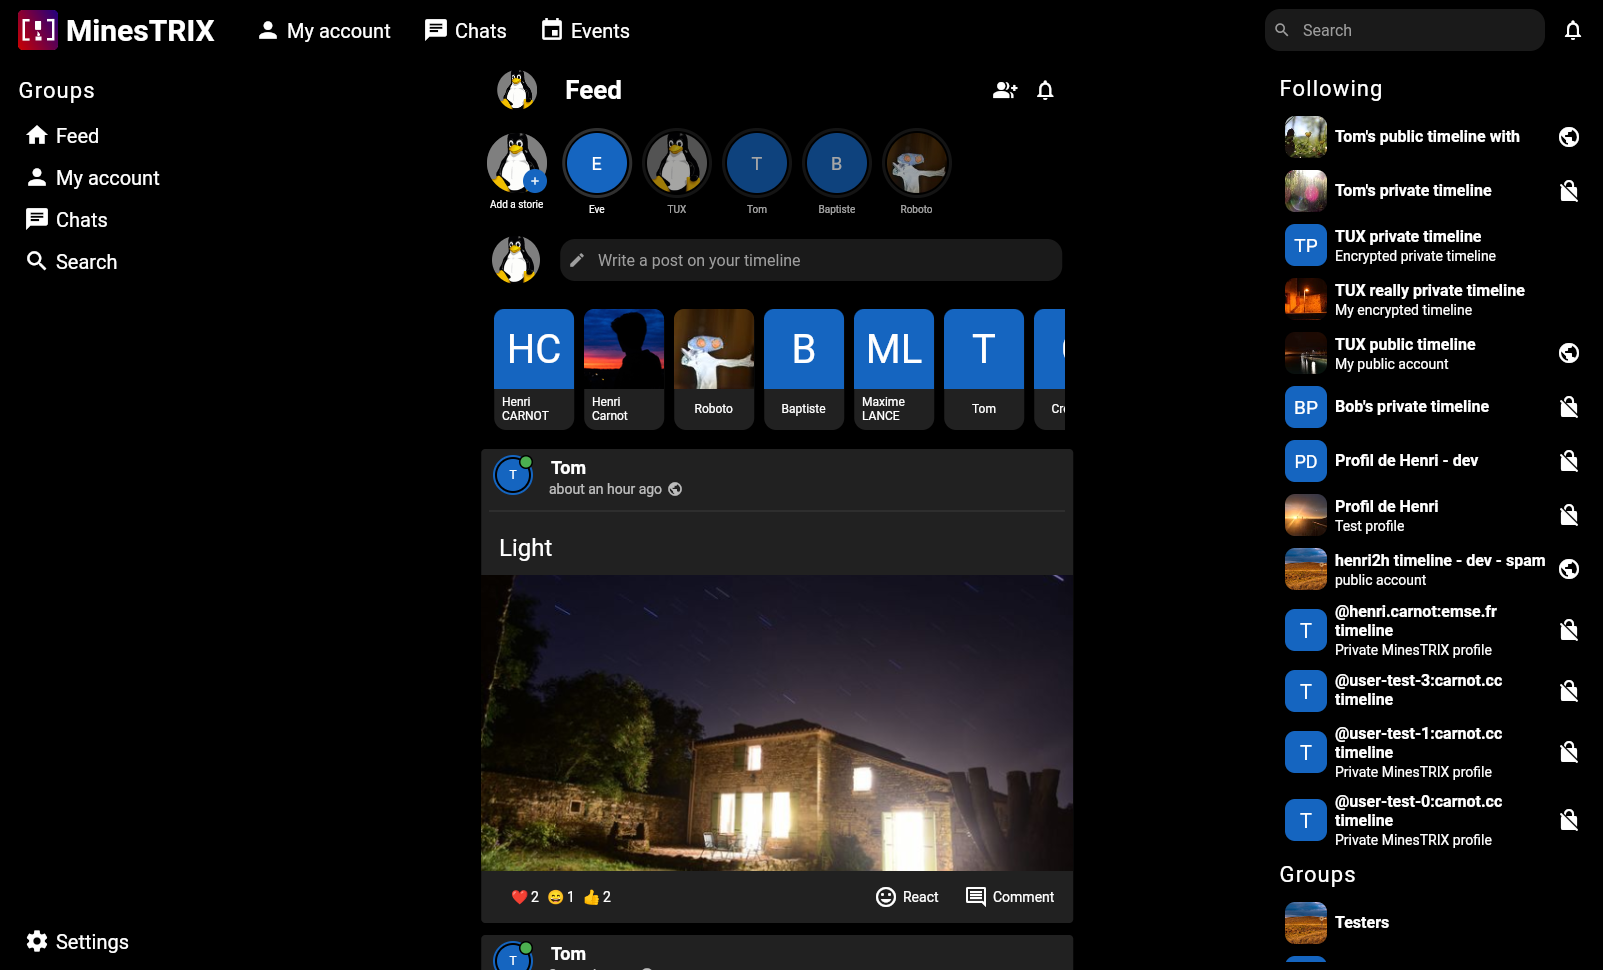 [!] MinesTRIX
My account
Chats
Events
Search
Groups
Feed
My account
Chats
Search
Settings
Feed
Add a storie
E
Eve
TUX
T
Tom
B
Baptiste
Roboto
Write a post on your timeline
HC
Henri
CARNOT
Henri
Carnot
Roboto
B
Baptiste
ML
Maxime
LANCE
T
Tom
T
Tom
about an hour ago
Light
❤️ 2 😄 1 👍 2
React
Comment
T
Tom
Following
Tom's public timeline with
Tom's private timeline
TP
TUX private timeline
Encrypted private timeline
TUX really private timeline
My encrypted timeline
TUX public timeline
My public account
BP
Bob's private timeline
PD
Profil de Henri - dev
Profil de Henri
Test profile
henri2h timeline - dev - spam
public account
T
@henri.carnot:emse.fr
timeline
Private MinesTRIX profile
T
@user-test-3:carnot.cc
timeline
T
@user-test-1:carnot.cc
timeline
Private MinesTRIX profile
T
@user-test-0:carnot.cc
timeline
Private MinesTRIX profile
Groups
Testers